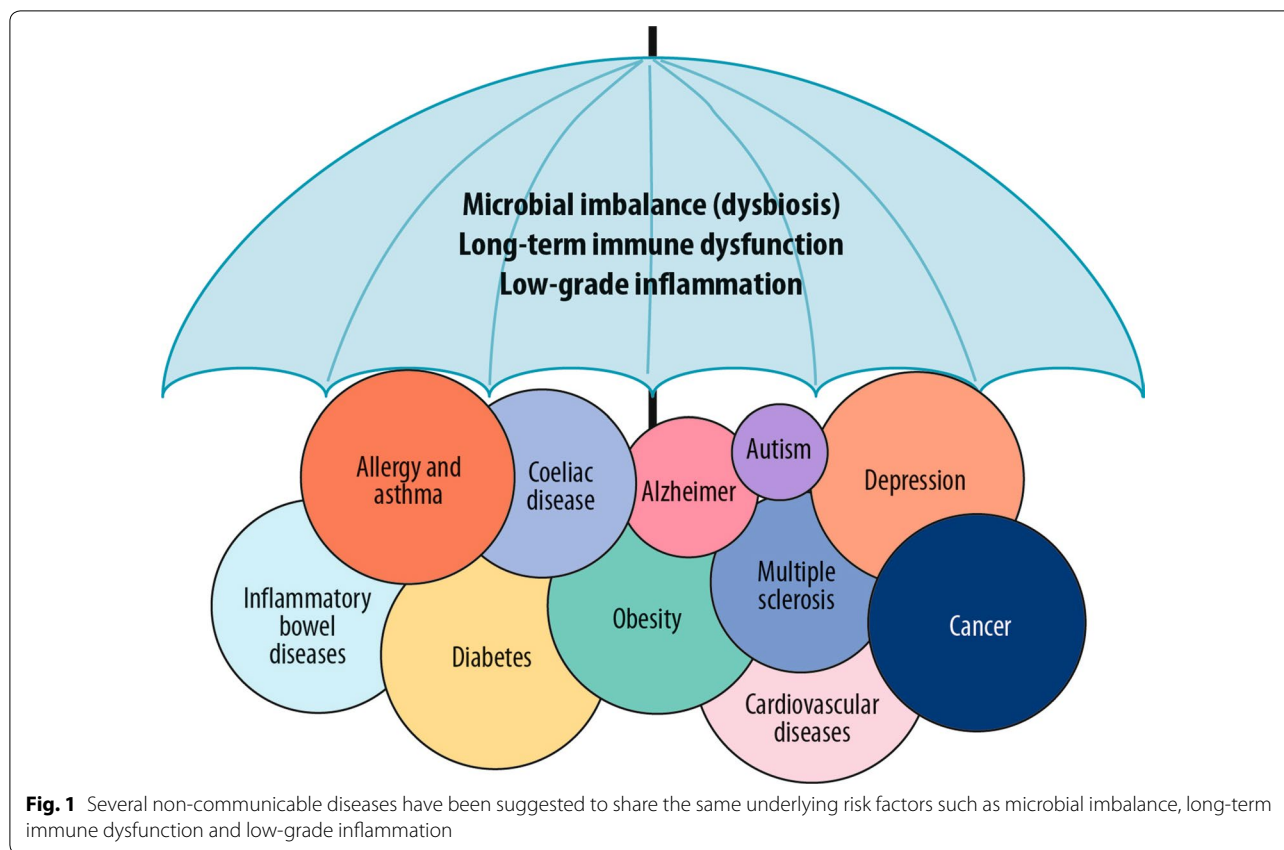 Microbial imbalance (dysbiosis)
Long-term immune dysfunction
Low-grade inflammation
Allergy and
asthma
Coeliac
disease
Alzheimer
Autism
Depression
Inflammatory
bowel
diseases
Diabetes
Obesity
Multiple
sclerosis
Cancer
Cardiovascular
diseases
Fig. 1 Several non-communicable diseases have been suggested to share the same underlying risk factors such as microbial imbalance, long-term
immune dysfunction and low-grade inflammation